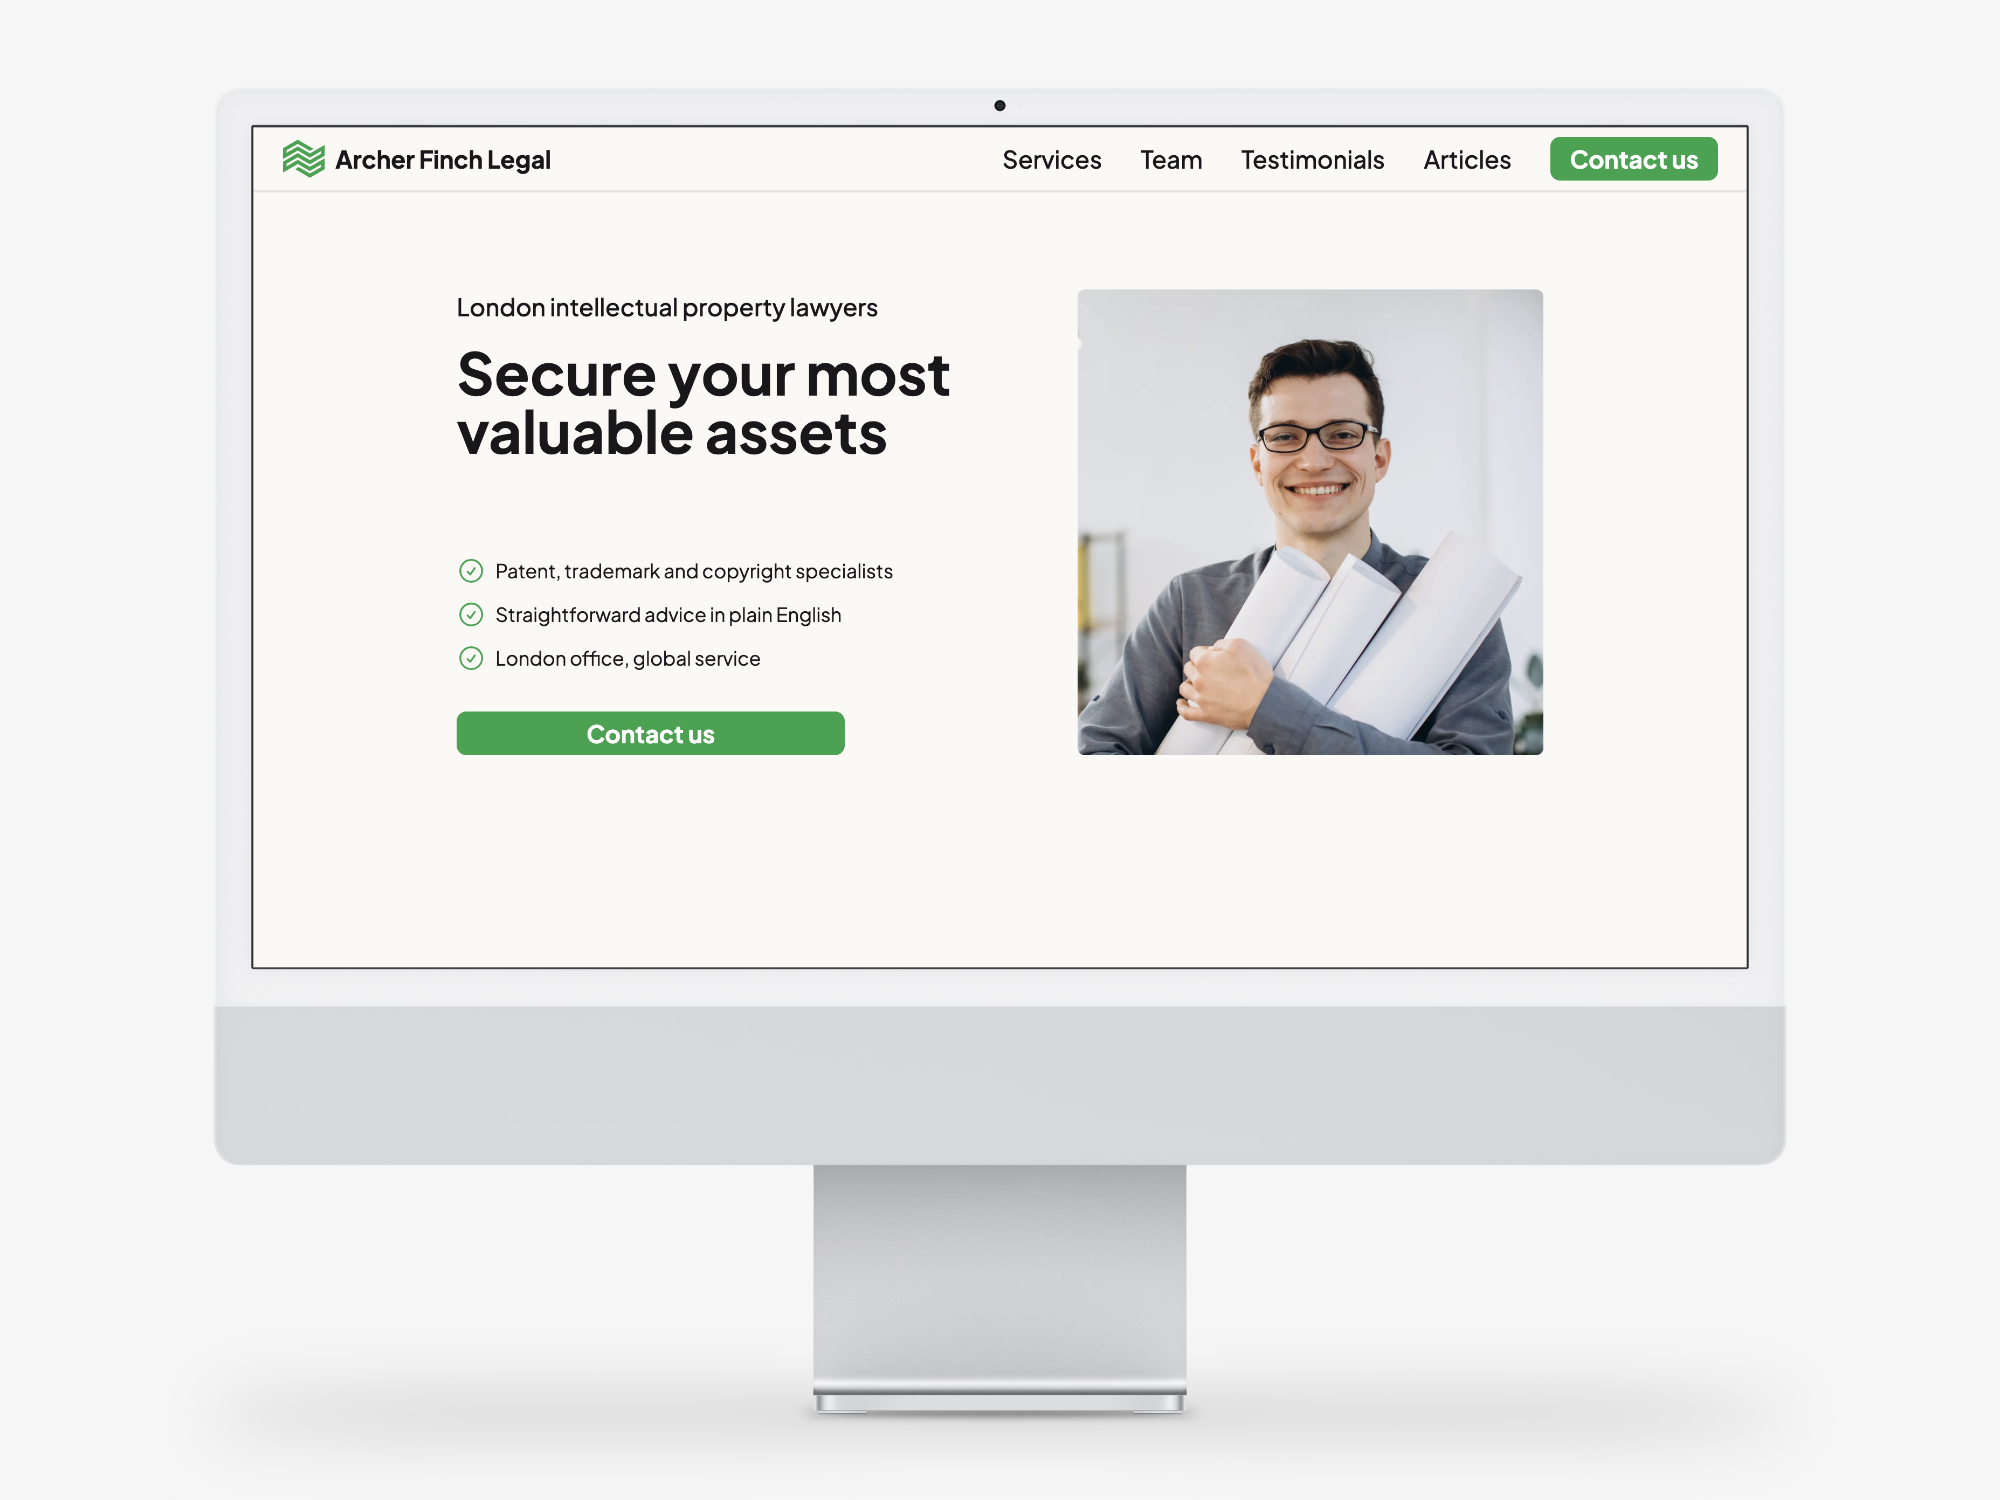 Archer Finch Legal
Services
Team
Testimonials
Articles
Contact us
London intellectual property lawyers
Secure your most
valuable assets
Patent, trademark and copyright specialists
Straightforward advice in plain English
London office, global service
Contact us